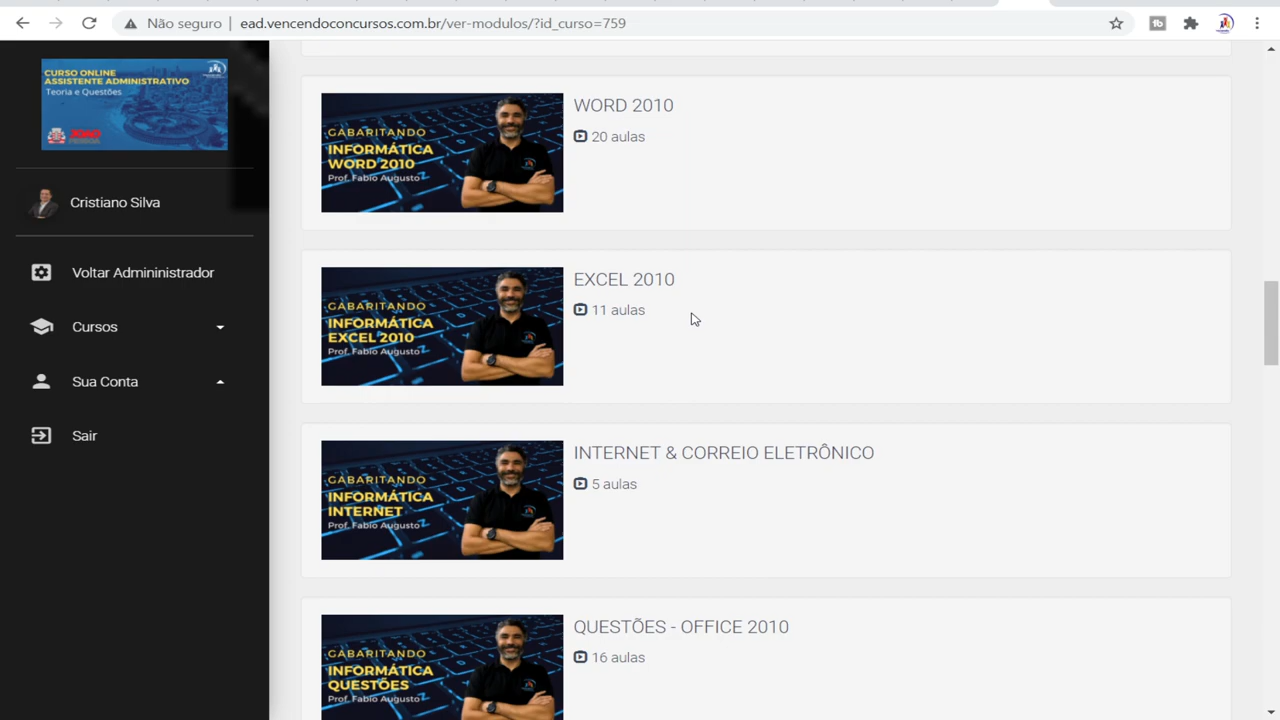 Não seguro
ead.vencendoconcursos.com.br/ver-modulos/?id_curso=759
CURSO ONLINE
ASSISTENTE ADMINISTRATIVO
Teoria e Questões
JOÃO
PESSOA
Cristiano Silva
Voltar Admininistrador
Cursos
Sua Conta
Sair
GABARITANDO
INFORMÁTICA
WORD 2010
Prof. Fabio Augusto
WORD 2010
20 aulas
GABARITANDO
INFORMÁTICA
EXCEL 2010
Prof. Fabio Augusto
EXCEL 2010
11 aulas
GABARITANDO
INFORMÁTICA
INTERNET
Prof. Fabio Augusto
INTERNET & CORREIO ELETRÔNICO
5 aulas
GABARITANDO
INFORMÁTICA
QUESTÕES
Prof. Fabio Augusto
QUESTÕES - OFFICE 2010
16 aulas